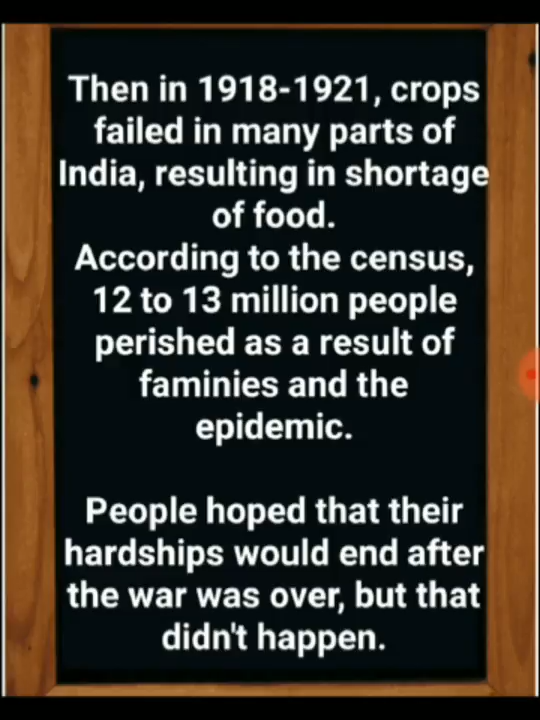 Then in 1918-1921, crops
failed in many parts of
India, resulting in shortage
of food.
According to the census,
12 to 13 million people
perished as a result of
faminies and the
epidemic.
People hoped that their
hardships would end after
the war was over, but that
didn't happen.